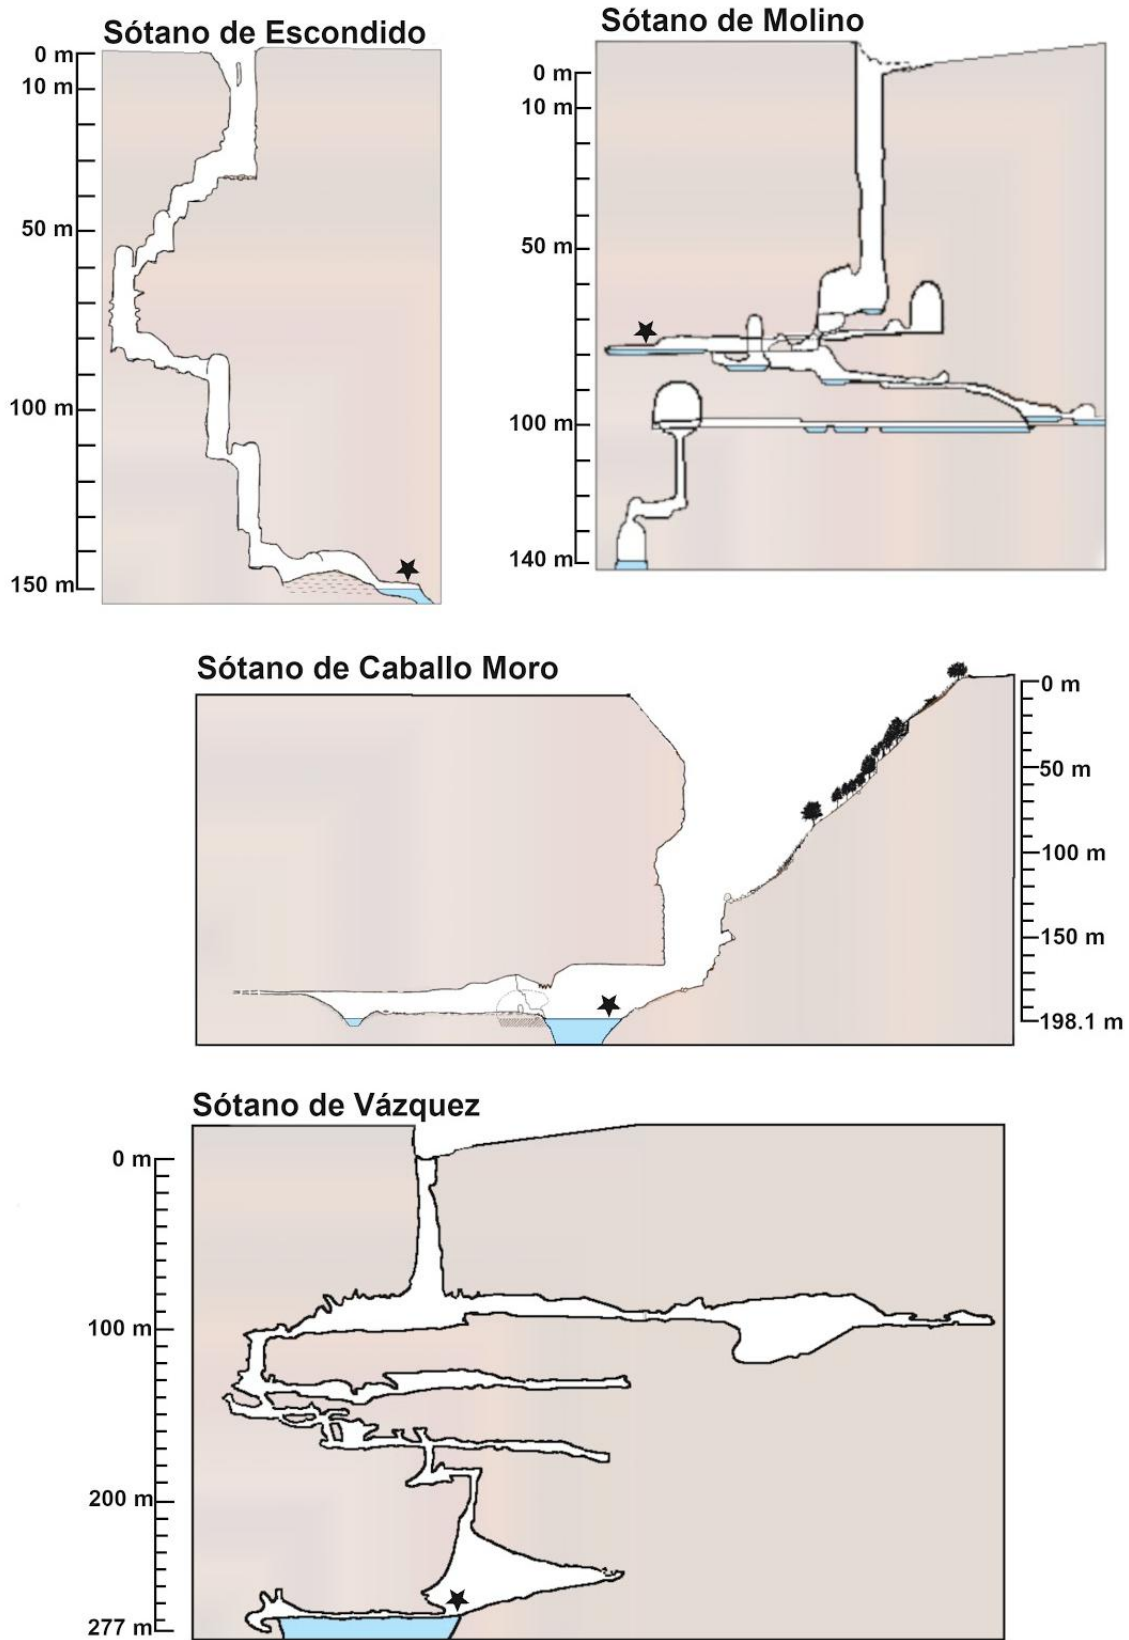 Sótano de Escondido
0 m
10 m
50 m
100 m
150 m
Sótano de Molino
0 m
10 m
50 m
100 m
140 m
Sótano de Caballo Moro
0 m
50 m
100 m
150 m
198.1 m
Sótano de Vázquez
0 m
100 m
200 m
277 m